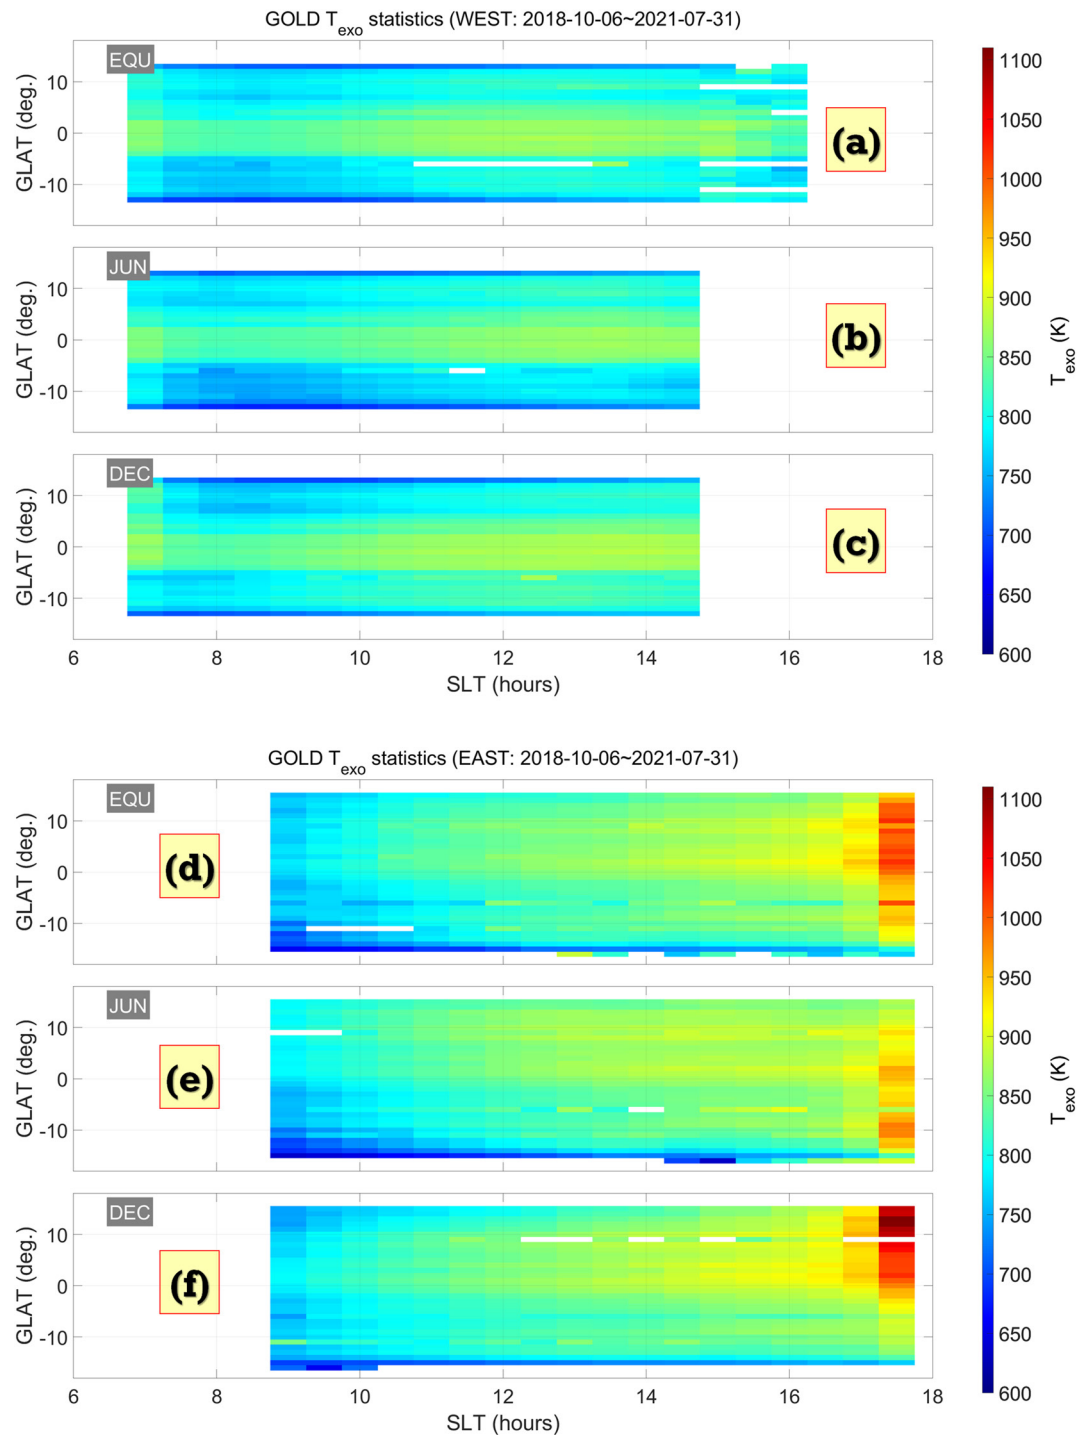 GOLD Texo statistics (WEST: 2018-10-06~2021-07-31)
EQU
GLAT (deg.)
10
0
-10
(a)
JUN
GLAT (deg.)
10
0
-10
(b)
DEC
GLAT (deg.)
10
0
-10
(c)
6 8 10 12 14 16 18
SLT (hours)
1100
1050
1000
950
900
850
800
750
700
650
600
Texo (K)
GOLD Texo statistics (EAST: 2018-10-06~2021-07-31)
EQU
GLAT (deg.)
10
0
-10
(d)
JUN
GLAT (deg.)
10
0
-10
(e)
DEC
GLAT (deg.)
10
0
-10
(f)
6 8 10 12 14 16 18
SLT (hours)
1100
1050
1000
950
900
850
800
750
700
650
600
Texo (K)